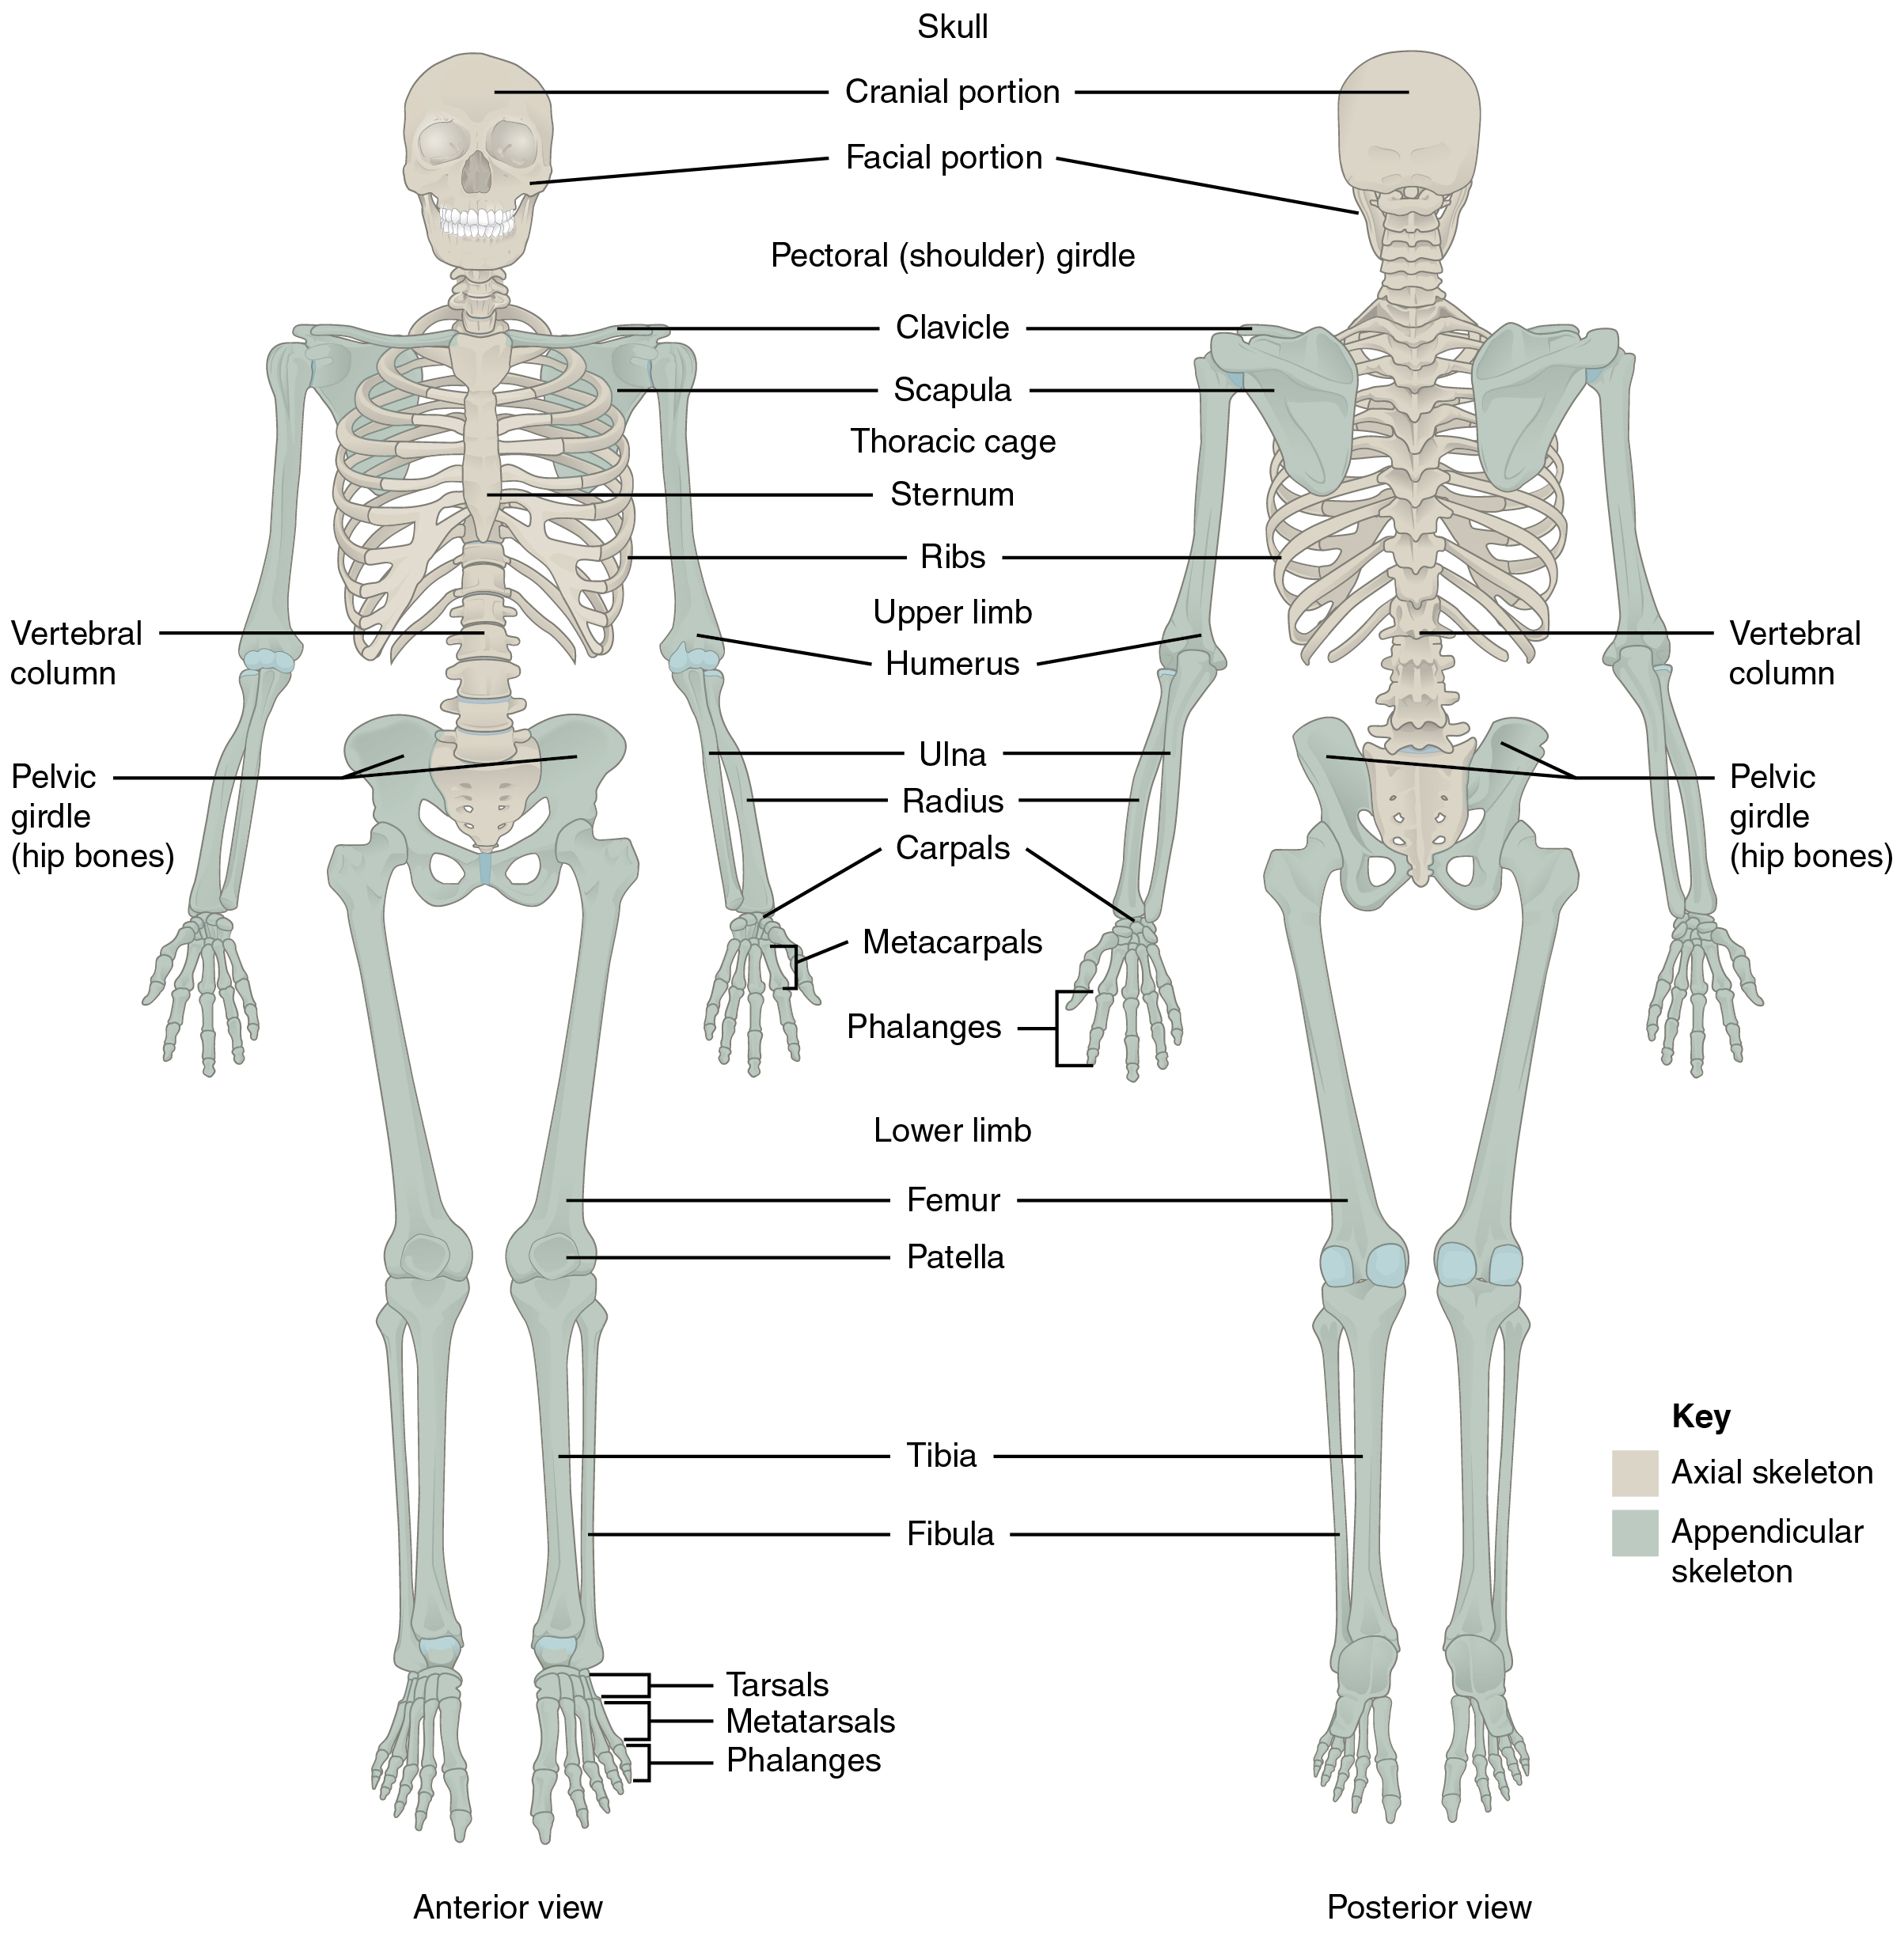 Skull
Cranial portion
Facial portion
Pectoral (shoulder) girdle
Clavicle
Scapula
Thoracic cage
Sternum
Ribs
Upper limb
Humerus
Vertebral
column
Vertebral
column
Ulna
Pelvic
girdle
(hip bones)
Pelvic
girdle
(hip bones)
Radius
Carpals
Metacarpals
Phalanges
Lower limb
Femur
Patella
Tibia
Fibula
Key
Axial skeleton
Appendicular
skeleton
Tarsals
Metatarsals
Phalanges
Anterior view
Posterior view